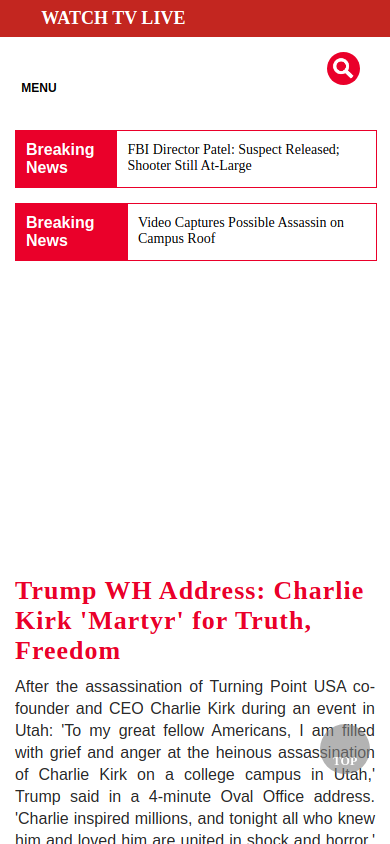 WATCH TV LIVE
MENU
Breaking
News
FBI Director Patel: Suspect Released;
Shooter Still At-Large
Breaking
News
Video Captures Possible Assassin on
Campus Roof
Trump WH Address: Charlie
Kirk 'Martyr' for Truth,
Freedom
After the assassination of Turning Point USA co-
founder and CEO Charlie Kirk during an event in
Utah: 'To my great fellow Americans, I am filled
with grief and anger at the heinous assassination
of Charlie Kirk on a college campus in Utah,'
TOP
Trump said in a 4-minute Oval Office address.
'Charlie inspired millions, and tonight all who knew
him and loved him are united in shock and horror.'